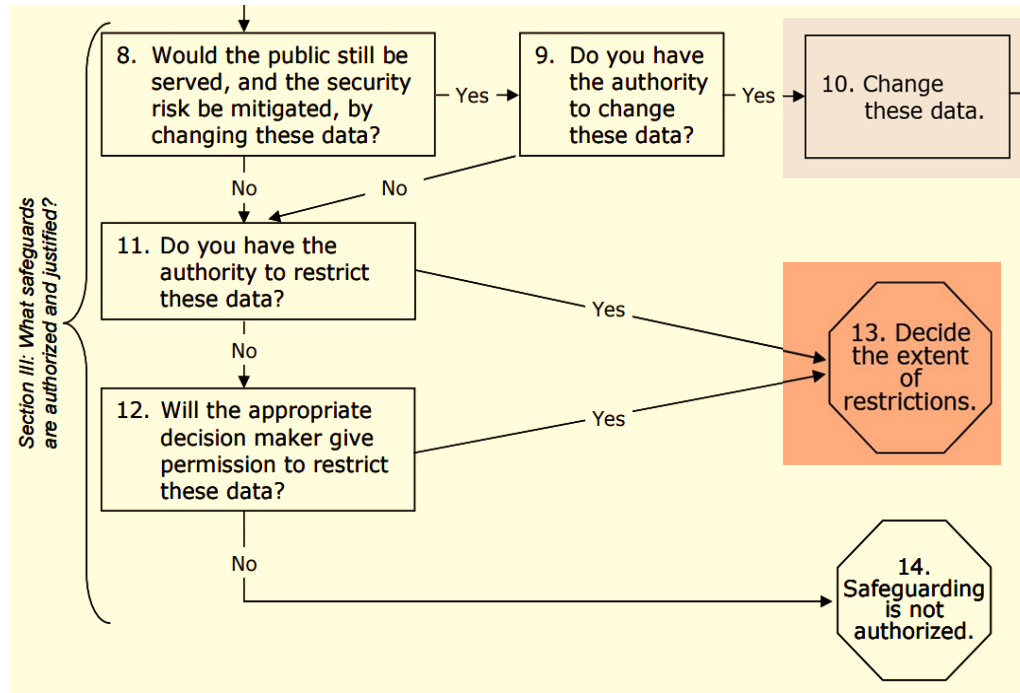 Section III: What safeguards
are authorized and justified?
8. Would the public still be
served, and the security
risk be mitigated, by
changing these data?
Yes
9. Do you have
the authority
to change
these data?
Yes
10. Change
these data.
No
No
11. Do you have the
authority to restrict
these data?
Yes
No
12. Will the appropriate
decision maker give
permission to restrict
these data?
Yes
13. Decide
the extent
of
restrictions.
No
14.
Safeguarding
is not
authorized.